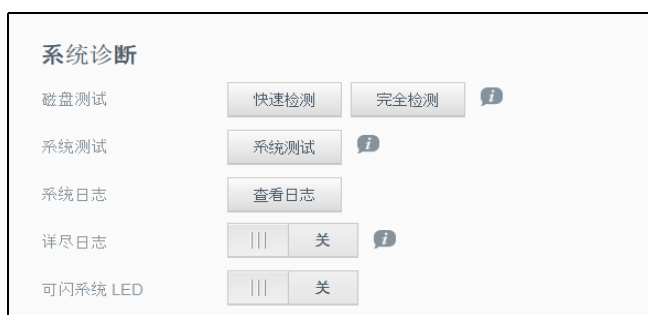 系统诊断
磁盘测试 快速检测 完全检测 i
系统测试 系统测试 i
系统日志 查看日志
详尽日志 关 i
可闪系统 LED 关